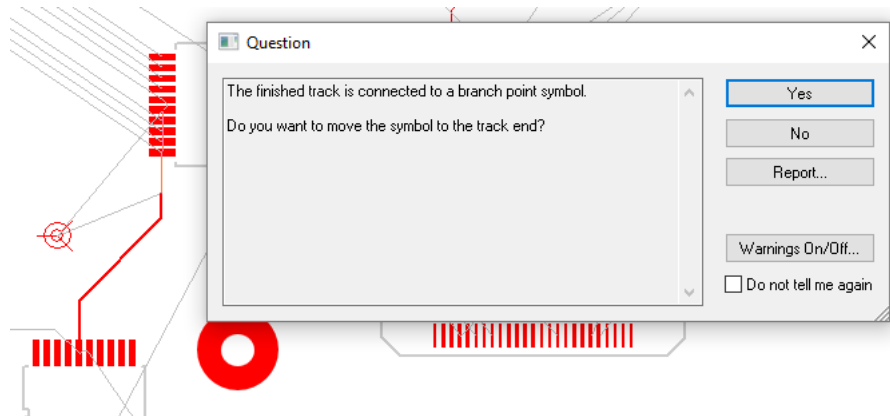 Question
The finished track is connected to a branch point symbol.
Do you want to move the symbol to the track end?
Yes
No
Report...
Warnings On/Off...
Do not tell me again